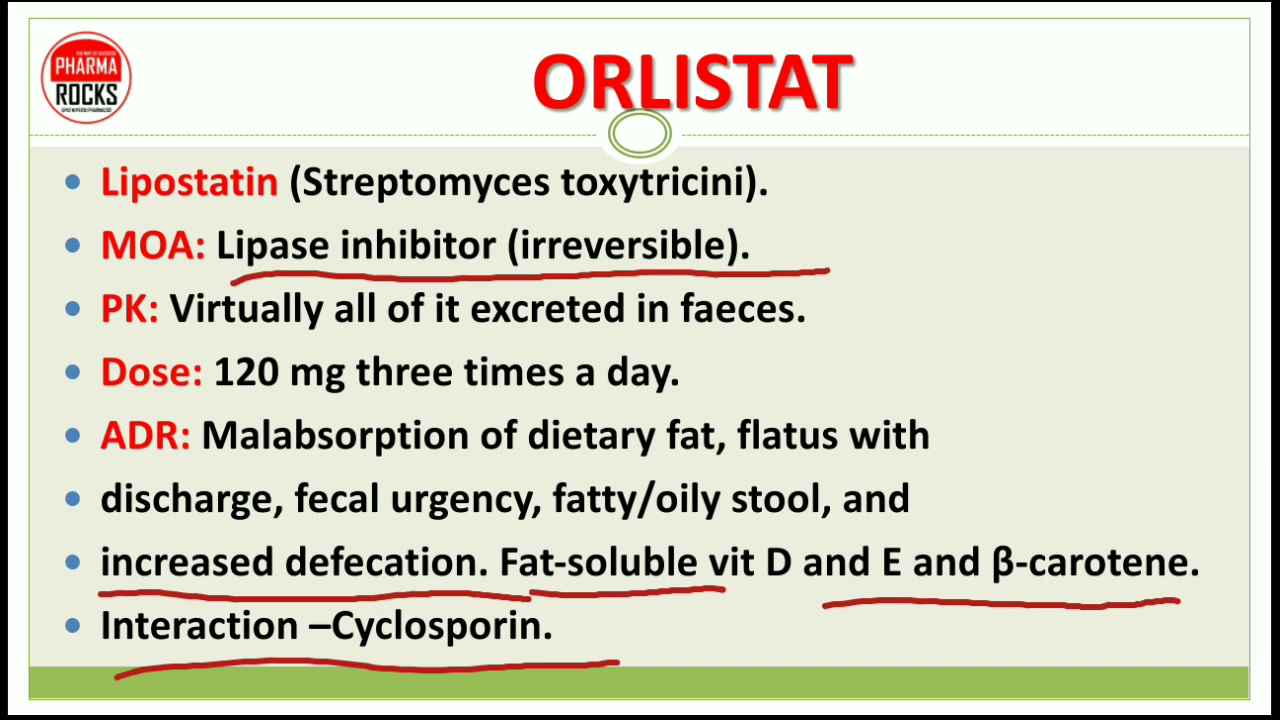 PHARMA
ROCKS
ORLISTAT
• Lipostatin (Streptomyces toxytricini).
• MOA: Lipase inhibitor (irreversible).
• PK: Virtually all of it excreted in faeces.
• Dose: 120 mg three times a day.
• ADR: Malabsorption of dietary fat, flatus with
• discharge, fecal urgency, fatty/oily stool, and
• increased defecation. Fat-soluble vit D and E and β-carotene.
• Interaction –Cyclosporin.